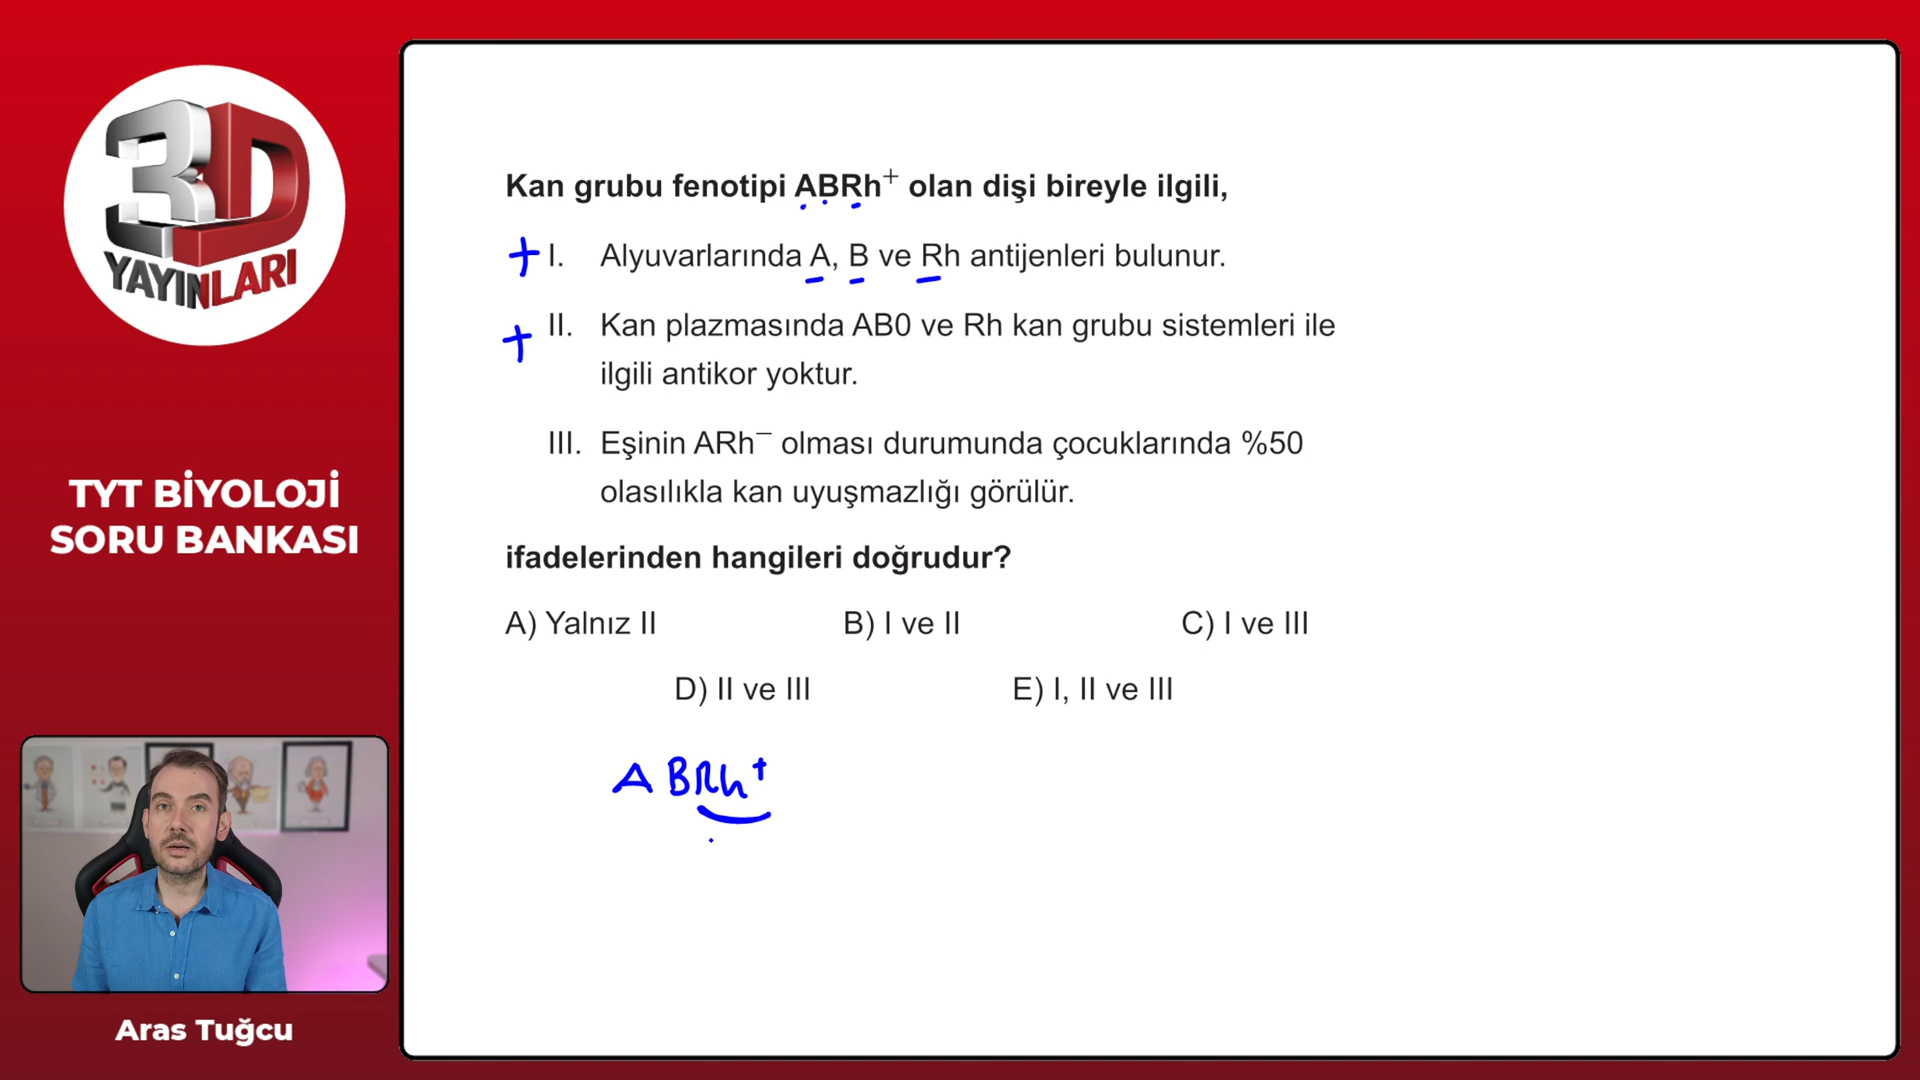 3D
YAYINLARI
TYT BİYOLOJİ
SORU BANKASI
Aras Tuğcu
Kan grubu fenotipi ABRh⁺ olan dişi bireyle ilgili,
+ I. Alyuvarlarında A, B ve Rh antijenleri bulunur.
+ II. Kan plazmasında AB0 ve Rh kan grubu sistemleri ile
ilgili antikor yoktur.
III. Eşinin ARh⁻ olması durumunda çocuklarında %50
olasılıkla kan uyuşmazlığı görülür.
ifadelerinden hangileri doğrudur?
A) Yalnız II B) I ve II C) I ve III
D) II ve III E) I, II ve III
ABRh⁺